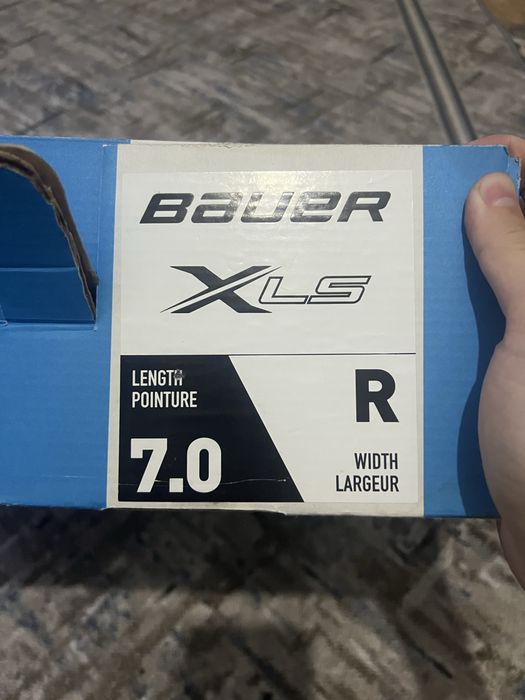 BAUER
XLS
LENGTH
POINTURE
7.0
R
WIDTH
LARGEUR